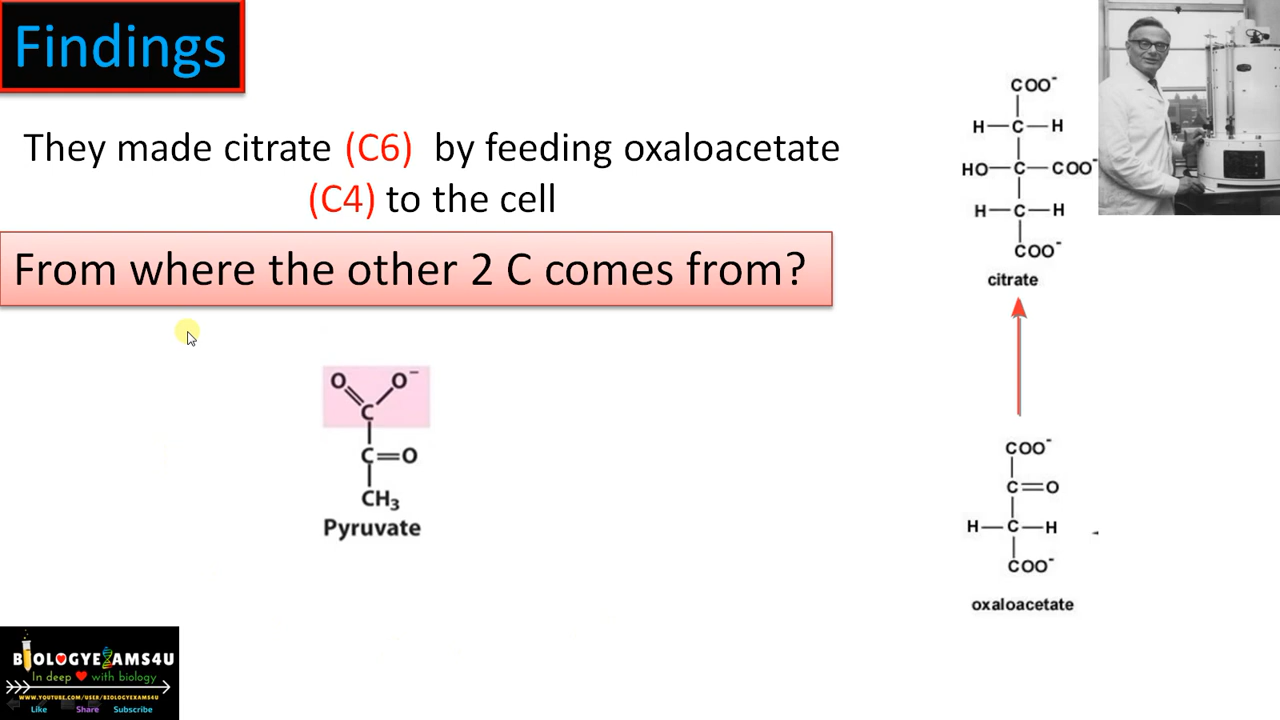 Findings
They made citrate (C6) by feeding oxaloacetate
(C4) to the cell
From where the other 2 C comes from?
O O⁻
C
C=O
CH₃
Pyruvate
COO⁻
H—C—H
HO—C—COO⁻
H—C—H
COO⁻
citrate
COO⁻
C=O
H—C—H
COO⁻
oxaloacetate
BIOLOGYEXAMS4U
In deep ❤ with biology
WWW.YOUTUBE.COM/USER/BIOLOGYEXAMS4U
Like Share Subscribe